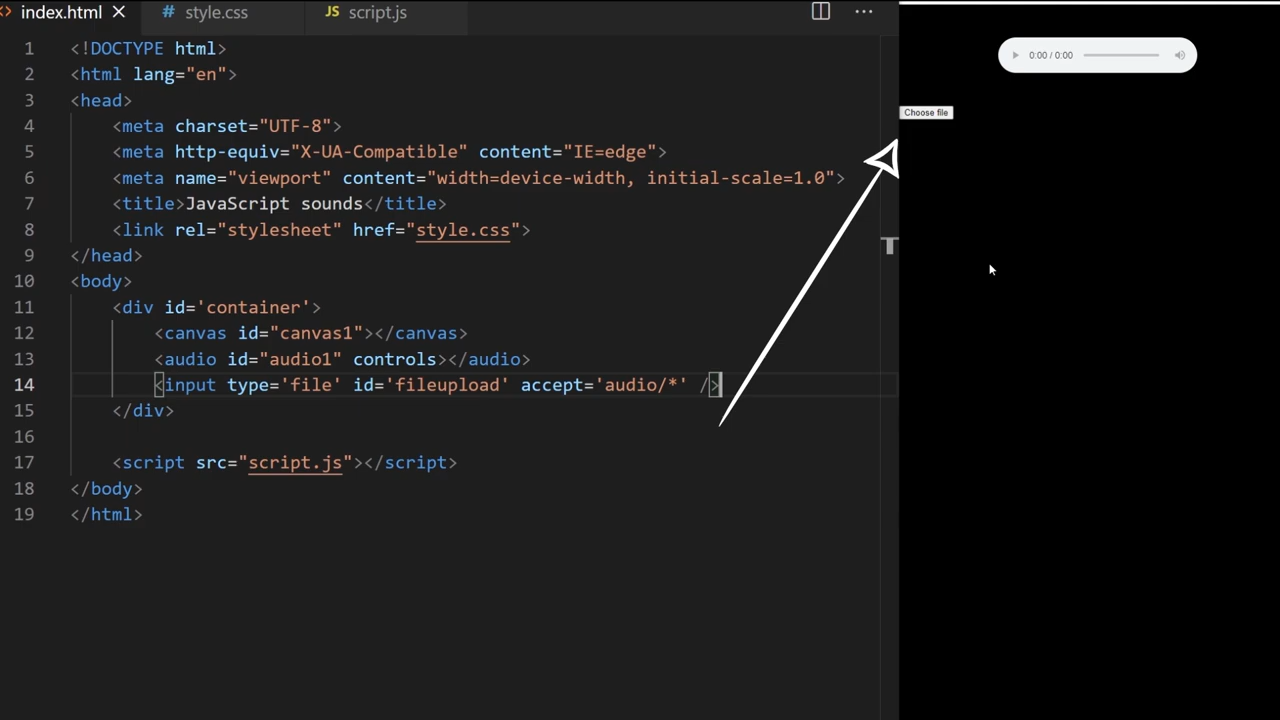 index.html
# style.css
JS script.js
1 <!DOCTYPE html>
2 <html lang="en">
3 <head>
4 <meta charset="UTF-8">
5 <meta http-equiv="X-UA-Compatible" content="IE=edge">
6 <meta name="viewport" content="width=device-width, initial-scale=1.0">
7 <title>JavaScript sounds</title>
8 <link rel="stylesheet" href="style.css">
9 </head>
10 <body>
11 <div id='container'>
12 <canvas id="canvas1"></canvas>
13 <audio id="audio1" controls></audio>
14 <input type='file' id='fileupload' accept='audio/*' />
15 </div>
16
17 <script src="script.js"></script>
18 </body>
19 </html>
0:00 / 0:00
Choose file